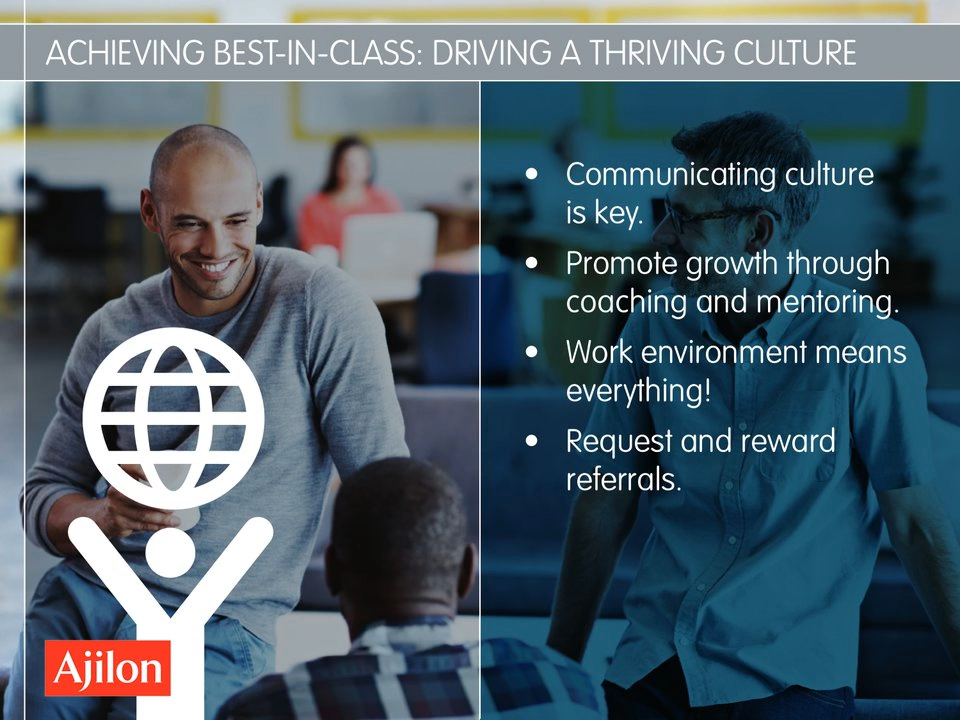 ACHIEVING BEST-IN-CLASS: DRIVING A THRIVING CULTURE
• Communicating culture
is key.
• Promote growth through
coaching and mentoring.
• Work environment means
everything!
• Request and reward
referrals.
Ajilon